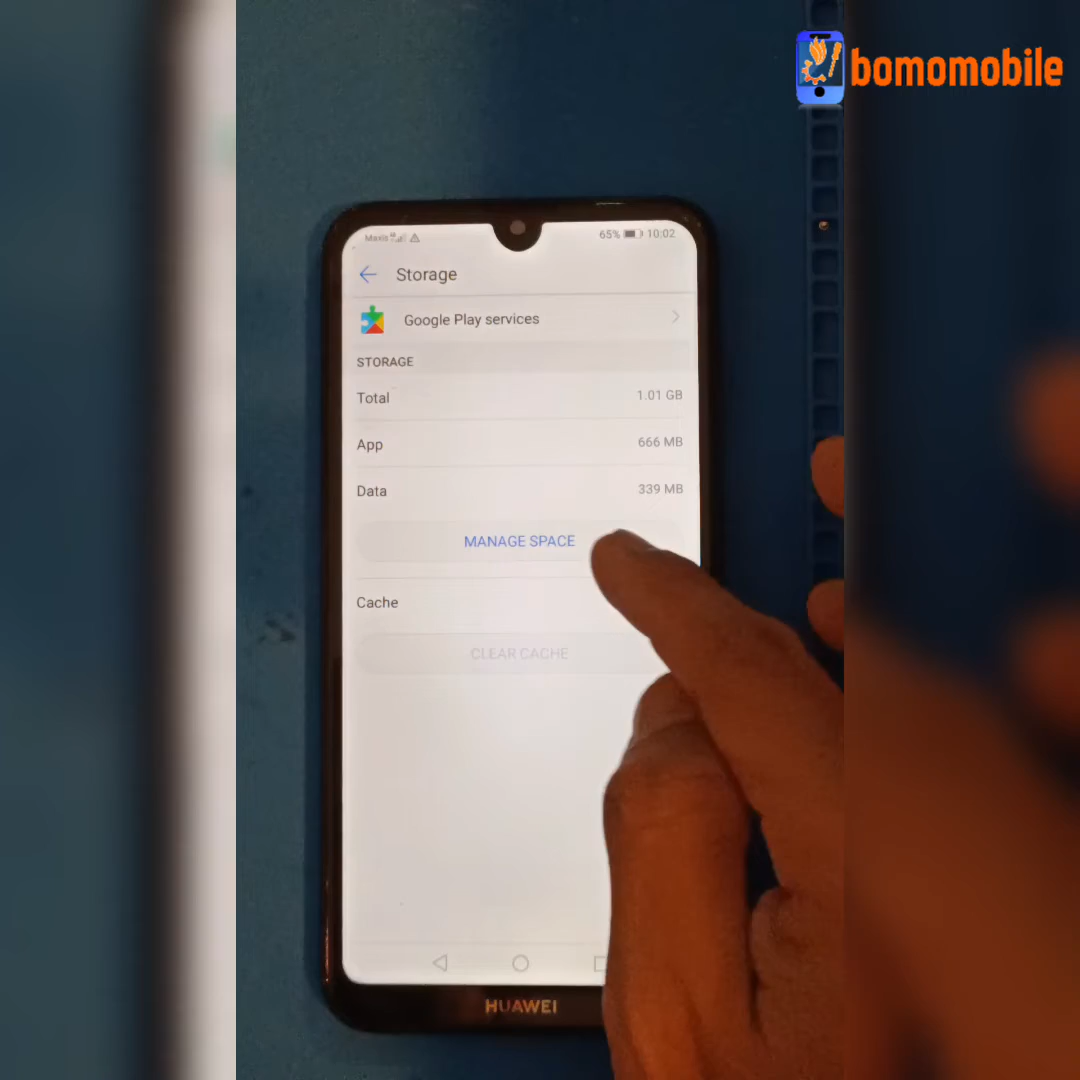 bomomobile
Maxis 65% 10:02
Storage
Google Play services
STORAGE
Total 1.01 GB
App 666 MB
Data 339 MB
MANAGE SPACE
Cache
CLEAR CACHE
HUAWEI